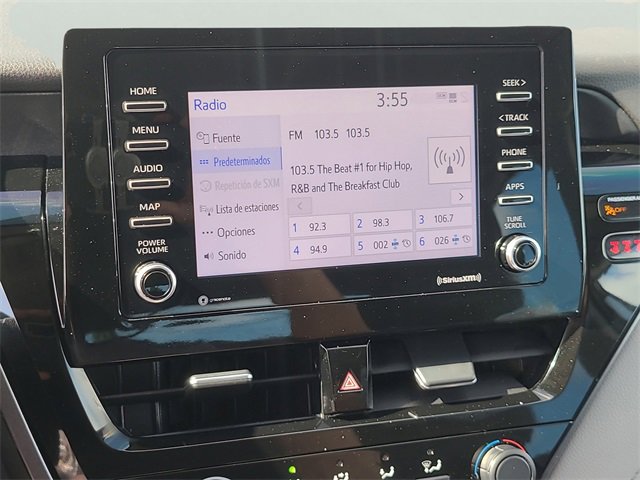 HOME
MENU
AUDIO
MAP
POWER
VOLUME
Radio
3:55
Fuente
Predeterminados
Repetición de SXM
Lista de estaciones
Opciones
Sonido
FM 103.5 103.5
103.5 The Beat #1 for Hip Hop,
R&B and The Breakfast Club
<
>
1 92.3
2 98.3
3 106.7
4 94.9
5 002
6 026
SEEK >
< TRACK
PHONE
APPS
TUNE
SCROLL
gracenote
((SiriusXM))
OFF